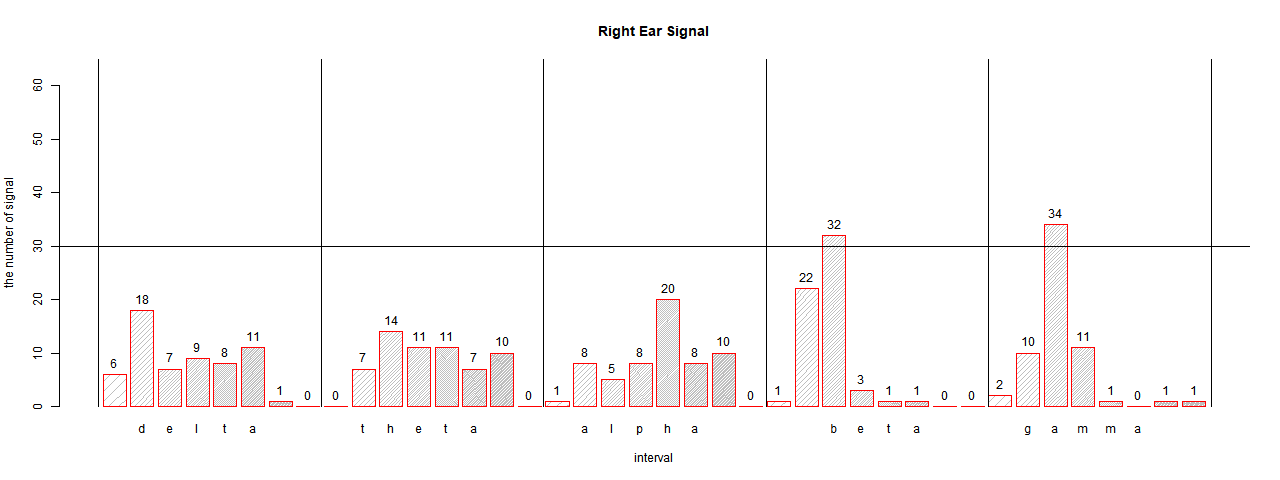 Right Ear Signal
the number of signal
60
50
40
30
20
10
0
6 18 7 9 8 11 1 0 0 7 14 11 11 7 10 0 1 8 5 8 20 8 10 0 1 22 32 3 1 1 0 0 2 10 34 11 1 0 1 1
d e l t a t h e t a a l p h a b e t a g a m m a
interval